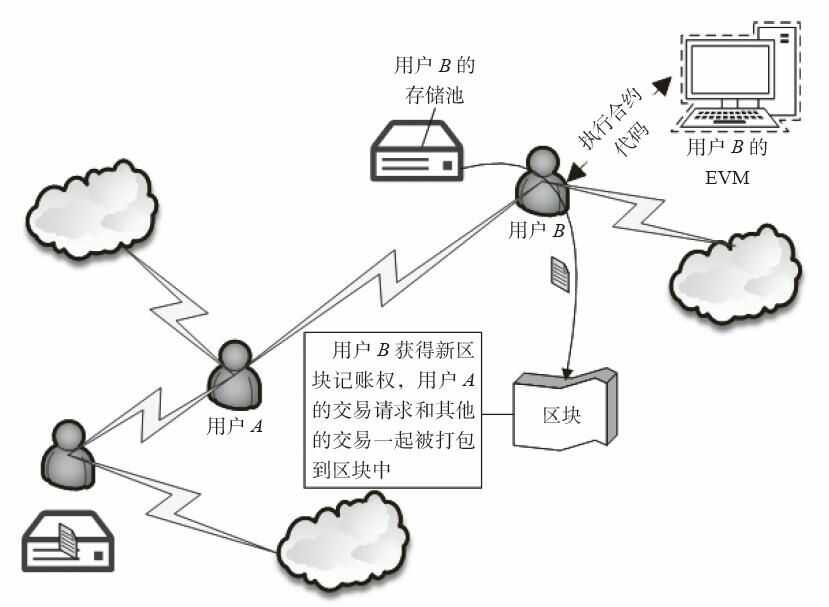 用户 B 的
存储池
执行合约
代码
用户 B 的
EVM
用户 B
用户 A
用户 B 获得新区
块记账权，用户 A
的交易请求和其他
的交易一起被打包
到区块中
区块